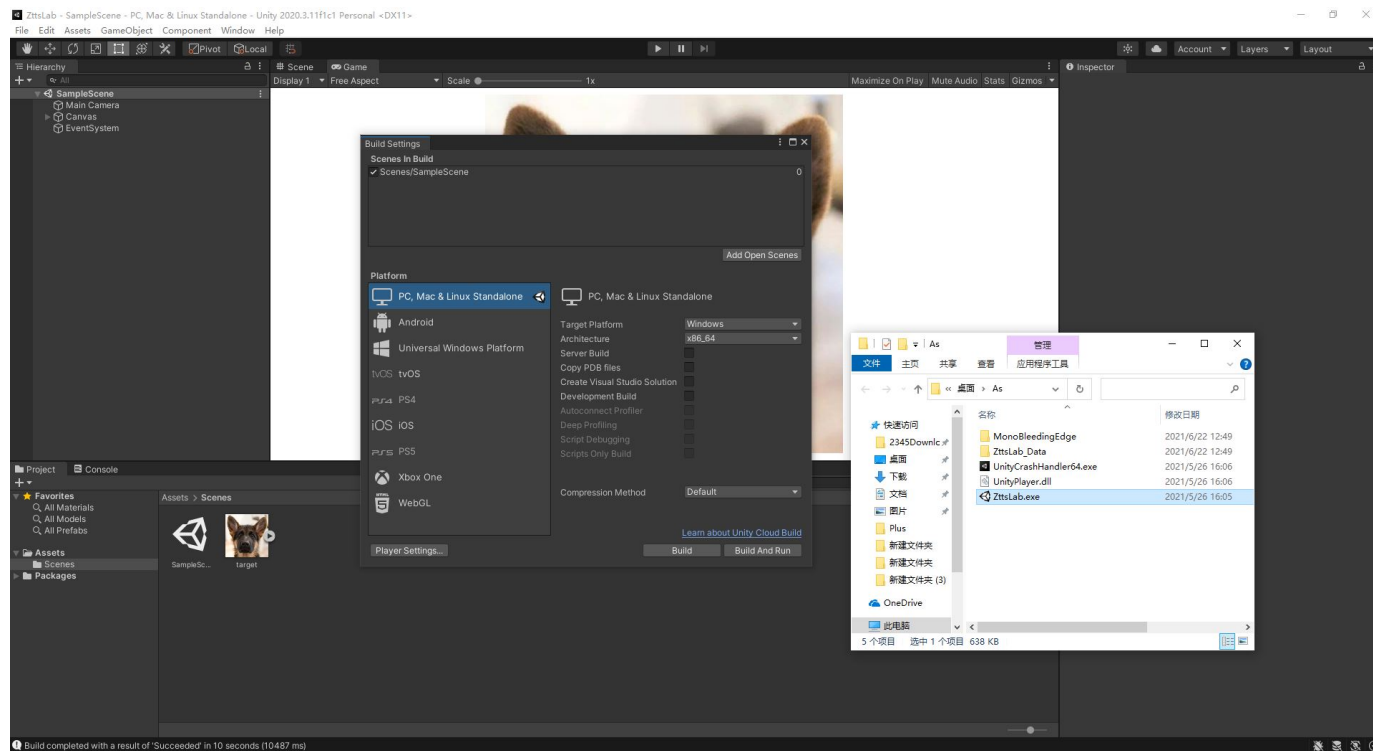 ZttsLab - SampleScene - PC, Mac & Linux Standalone - Unity 2020.3.11f1c1 Personal <DX11>
File Edit Assets GameObject Component Window Help
Pivot Local Account Layers Layout
Hierarchy
All
SampleScene
Main Camera
Canvas
EventSystem
Scene Game
Display 1 Free Aspect Scale 1x Maximize On Play Mute Audio Stats Gizmos
Inspector
Build Settings
Scenes In Build
Scenes/SampleScene 0
Add Open Scenes
Platform
PC, Mac & Linux Standalone
Android
Universal Windows Platform
tvOS tvOS
PS4 PS4
iOS iOS
PS5 PS5
Xbox One
HTML 5 WebGL
PC, Mac & Linux Standalone
Target Platform Windows
Architecture x86_64
Server Build
Copy PDB files
Create Visual Studio Solution
Development Build
Autoconnect Profiler
Deep Profiling
Script Debugging
Scripts Only Build
Compression Method Default
Learn about Unity Cloud Build
Player Settings... Build Build And Run
As 管理
文件 主页 共享 查看 应用程序工具
« 桌面 › As
名称 修改日期
快速访问
2345Downlc
桌面
下载
文档
图片
Plus
新建文件夹
新建文件夹
新建文件夹 (3)
OneDrive
此电脑
MonoBleedingEdge 2021/6/22 12:49
ZttsLab_Data 2021/6/22 12:49
UnityCrashHandler64.exe 2021/5/26 16:06
UnityPlayer.dll 2021/5/26 16:06
ZttsLab.exe 2021/5/26 16:05
5 个项目 选中 1 个项目 638 KB
Project Console
Favorites
All Materials
All Models
All Prefabs
Assets
Scenes
Packages
Assets > Scenes
SampleSc... target
Build completed with a result of 'Succeeded' in 10 seconds (10487 ms)